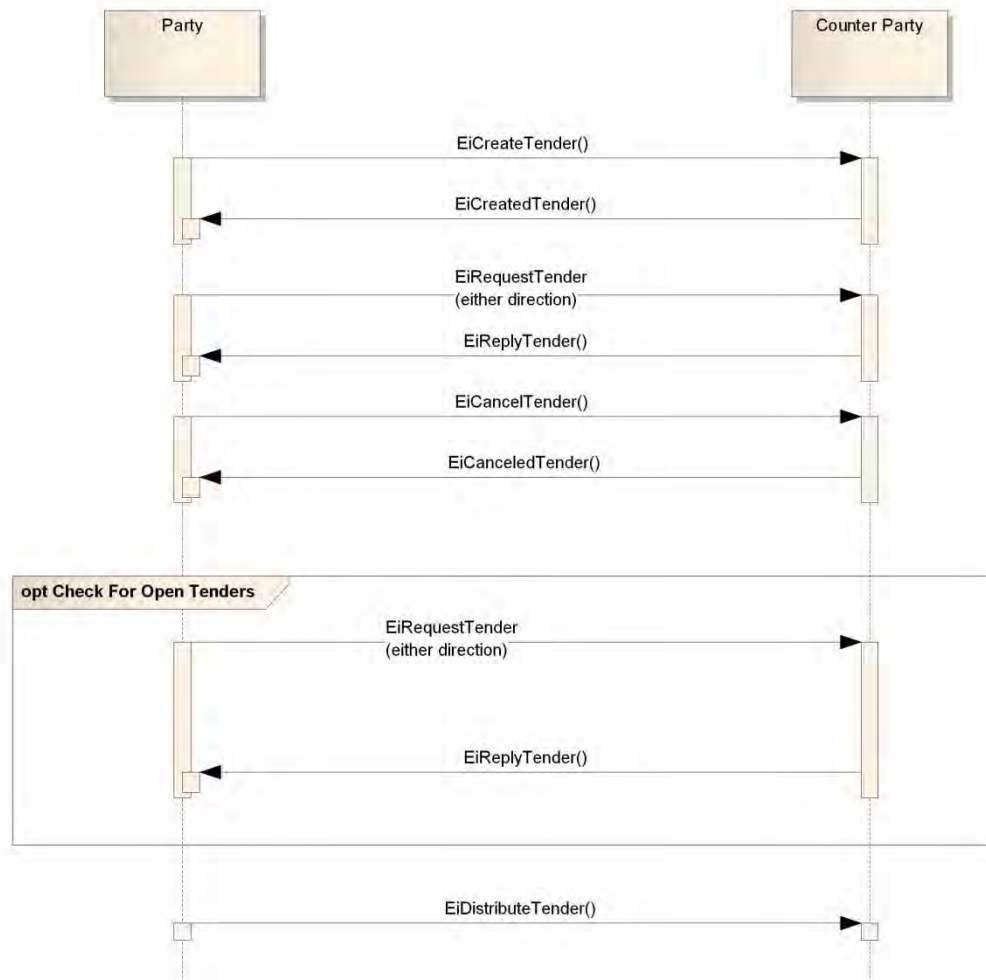 Party
Counter Party
EiCreateTender()
EiCreatedTender()
EiRequestTender
(either direction)
EiReplyTender()
EiCancelTender()
EiCanceledTender()
opt Check For Open Tenders
EiRequestTender
(either direction)
EiReplyTender()
EiDistributeTender()